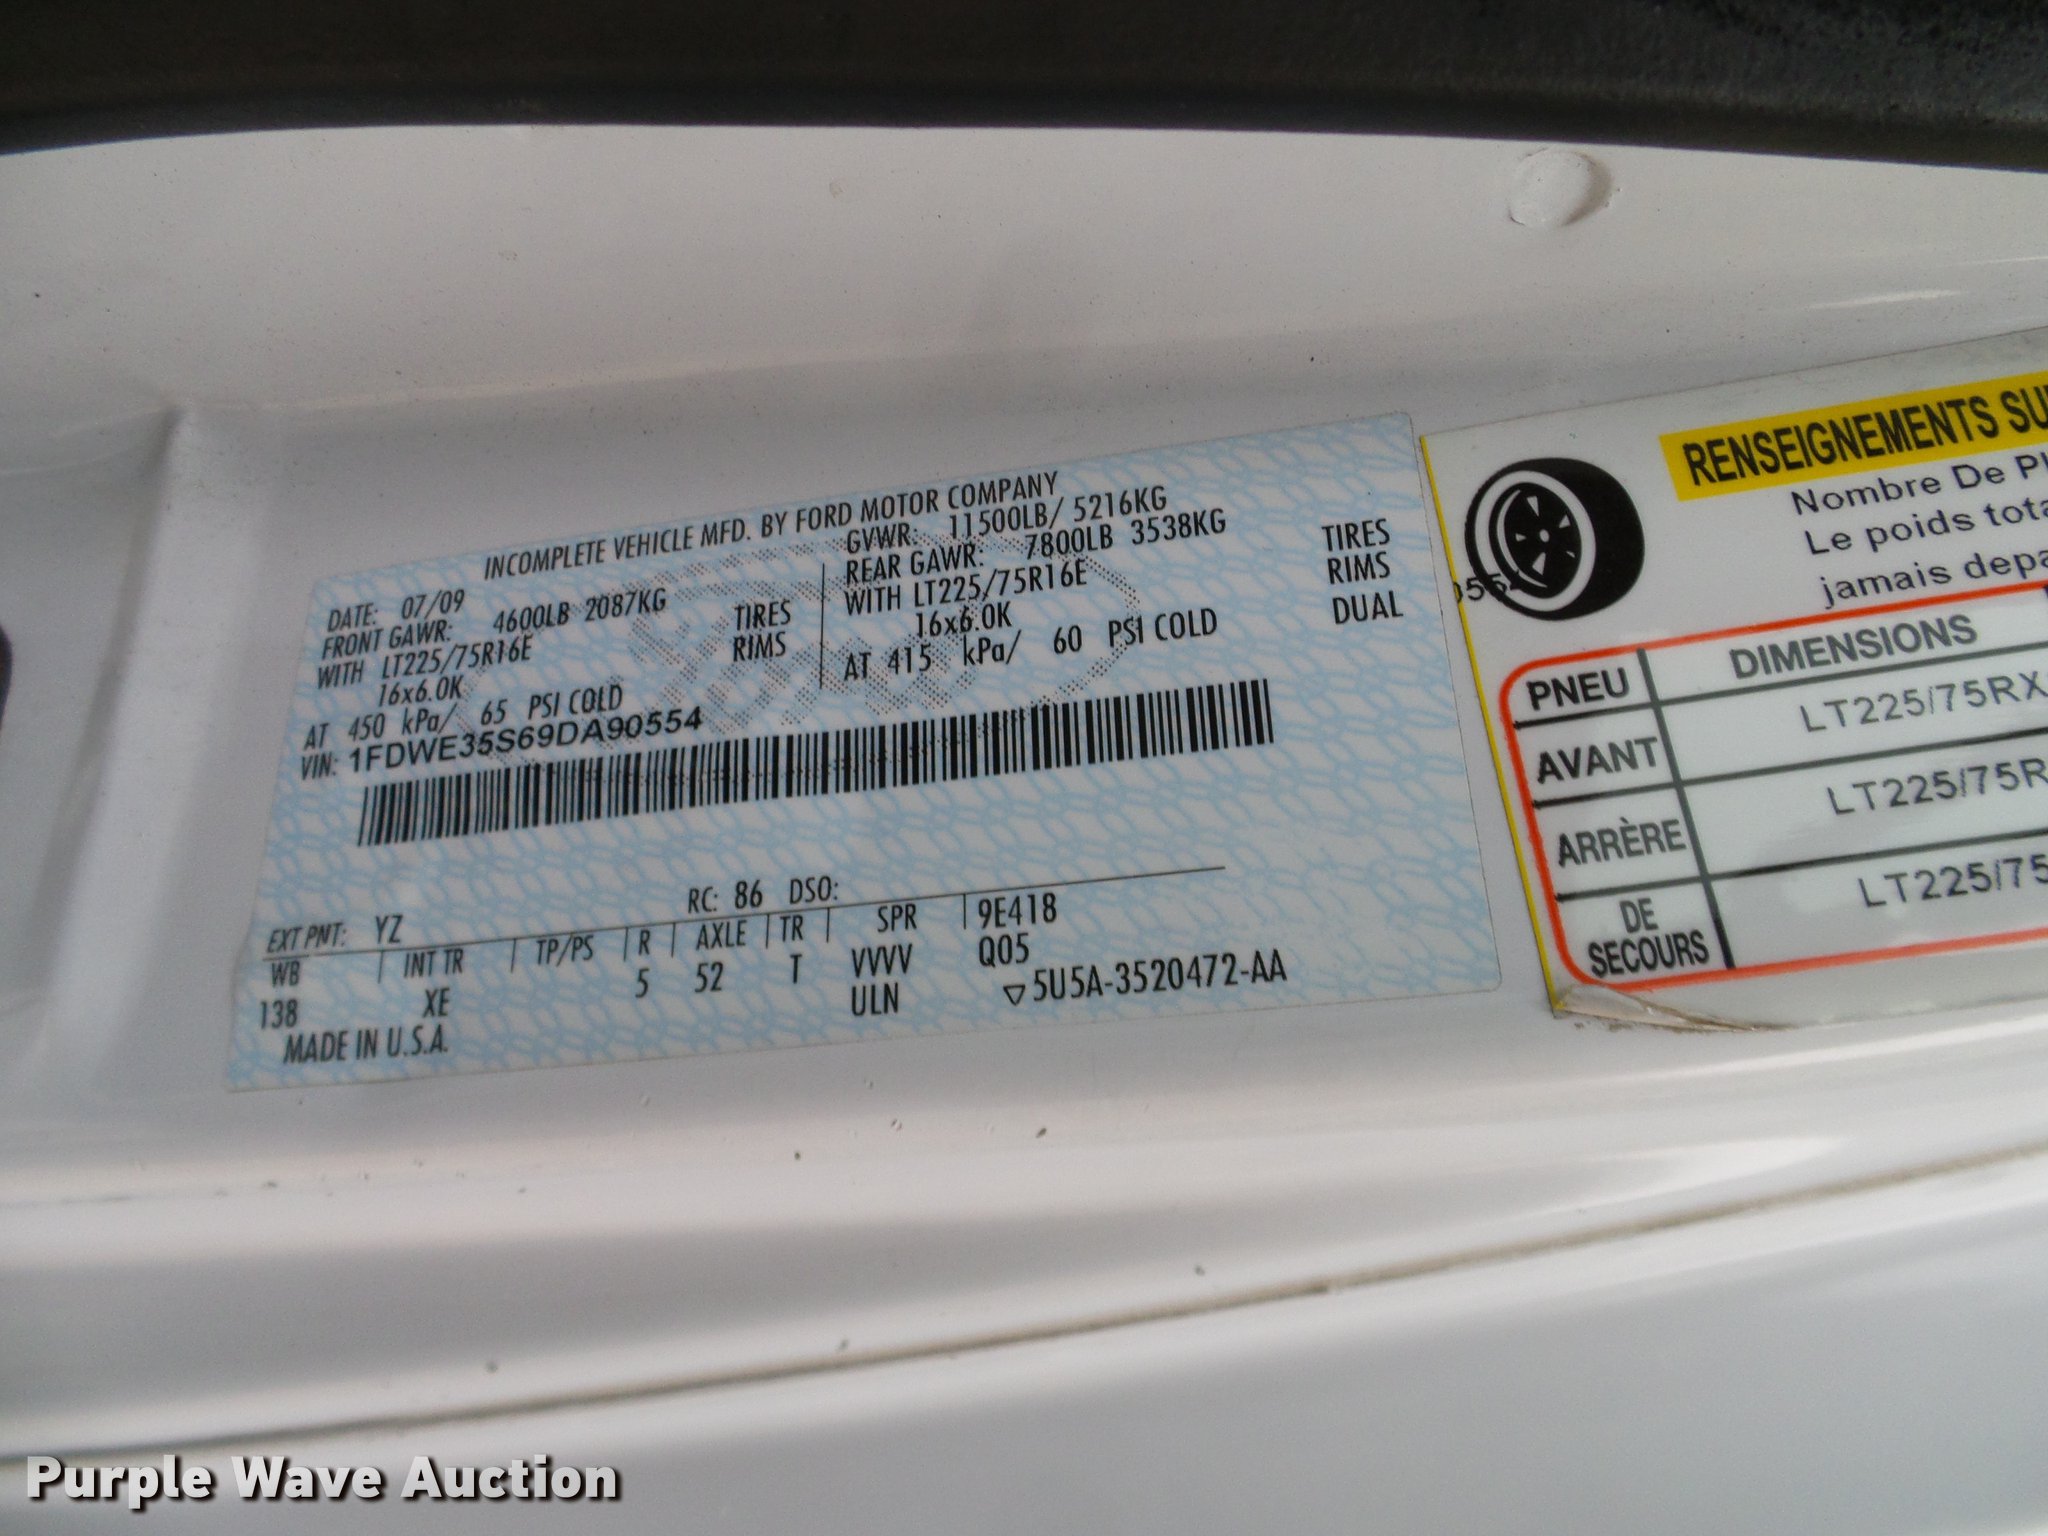 INCOMPLETE VEHICLE MFD. BY FORD MOTOR COMPANY
DATE: 07/09
GVWR: 11500LB/ 5216KG
FRONT GAWR: 4600LB 2087KG
REAR GAWR: 7800LB 3538KG
WITH LT225/75R16E TIRES
WITH LT225/75R16E TIRES
16x6.0K RIMS
16x6.0K RIMS
AT 450 kPa/ 65 PSI COLD
AT 415 kPa/ 60 PSI COLD DUAL
VIN: 1FDWE35S69DA90554
EXT PNT: YZ RC: 86 DSO:
WB | INT TR | TP/PS | R | AXLE | TR | SPR | 9E418
138 XE 5 52 T VVVV Q05
ULN 5U5A-3520472-AA
MADE IN U.S.A.
RENSEIGNEMENTS
Nombre De
Le poids
jamais
PNEU DIMENSIONS
AVANT LT225/75RX
ARRÈRE LT225/75R
DE SECOURS LT225/75
Purple Wave Auction